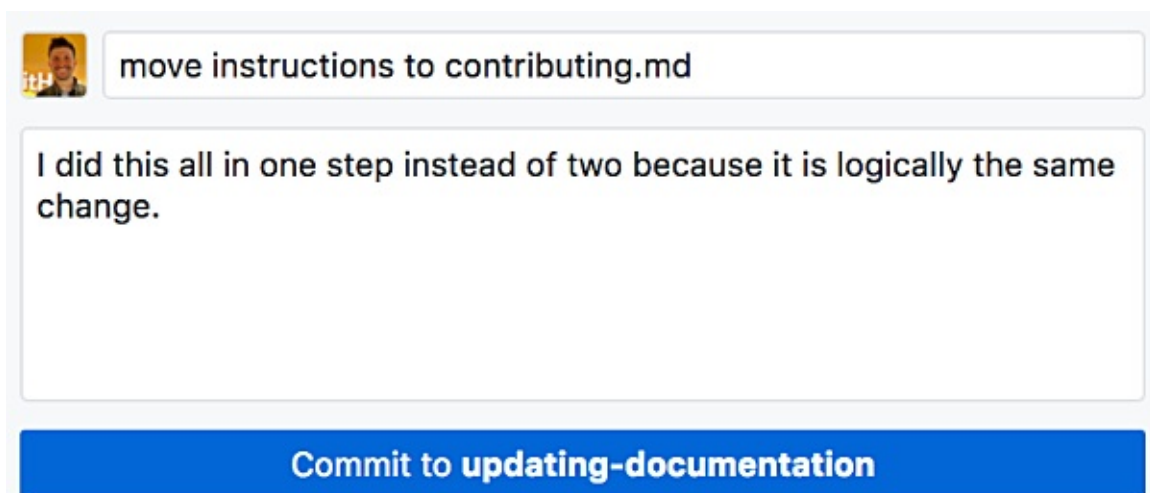 itH
move instructions to contributing.md
I did this all in one step instead of two because it is logically the same
change.
Commit to updating-documentation